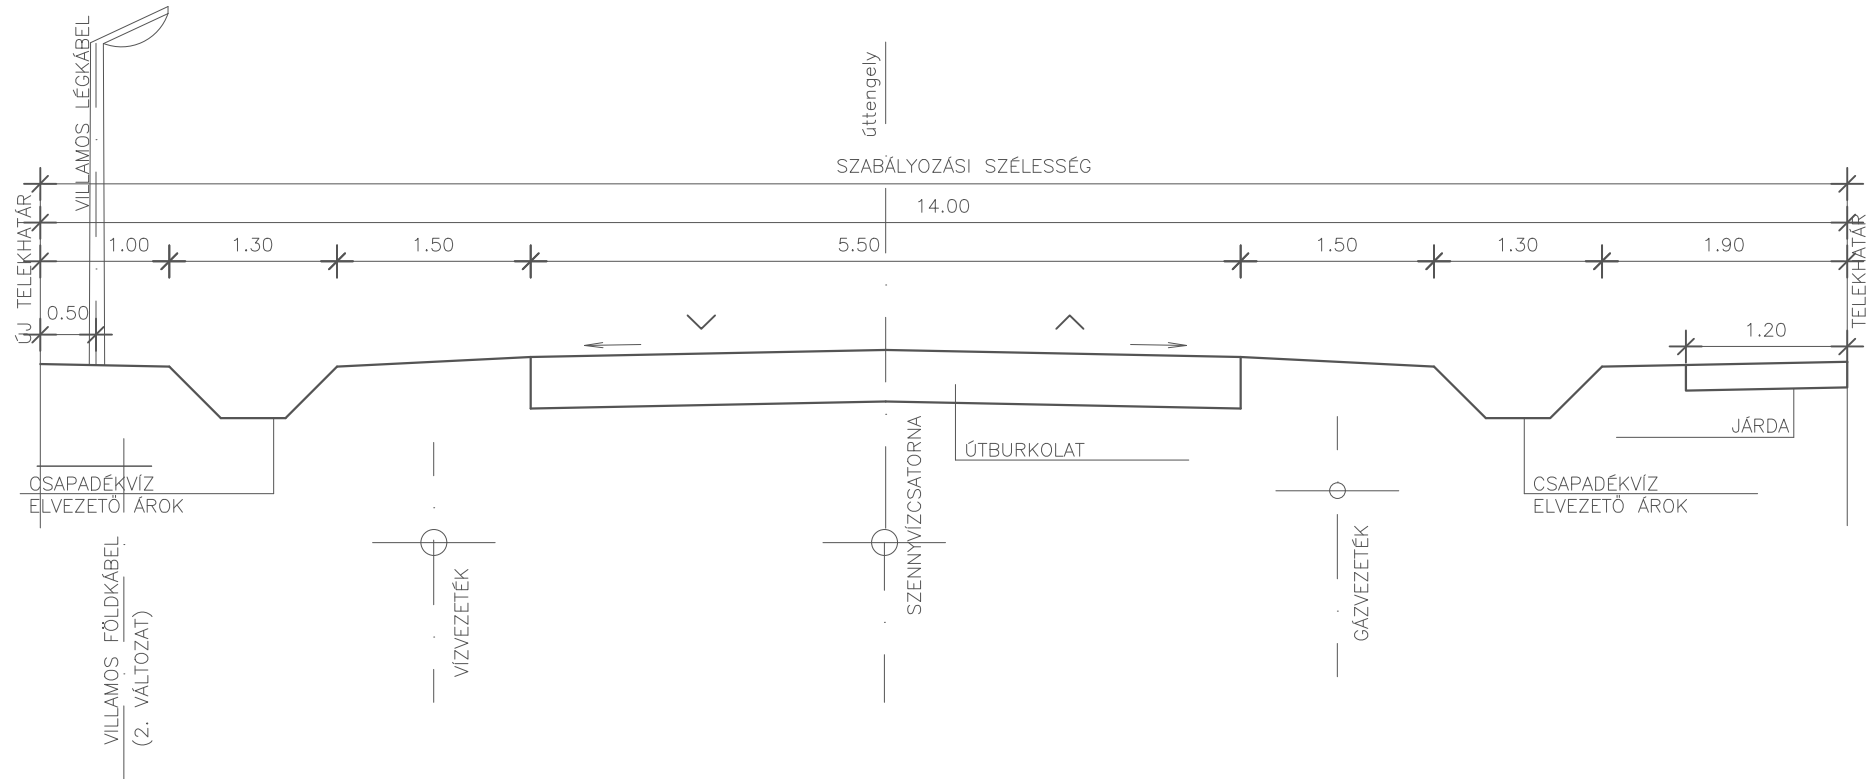 VILLAMOS LÉGKÁBEL
úttengely
SZABÁLYOZÁSI SZÉLESSÉG
14.00
ÚJ TELEKHATÁR
1.00
1.30
1.50
5.50
1.50
1.30
1.90
TELEKHATÁR
0.50
1.20
JÁRDA
ÚTBURKOLAT
CSAPADÉKVÍZ
ELVEZETŐ ÁROK
CSAPADÉKVÍZ
ELVEZETŐ ÁROK
VILLAMOS FÖLDKÁBEL
(2. VÁLTOZAT)
VÍZVEZETÉK
SZENNYVÍZCSATORNA
GÁZVEZETÉK